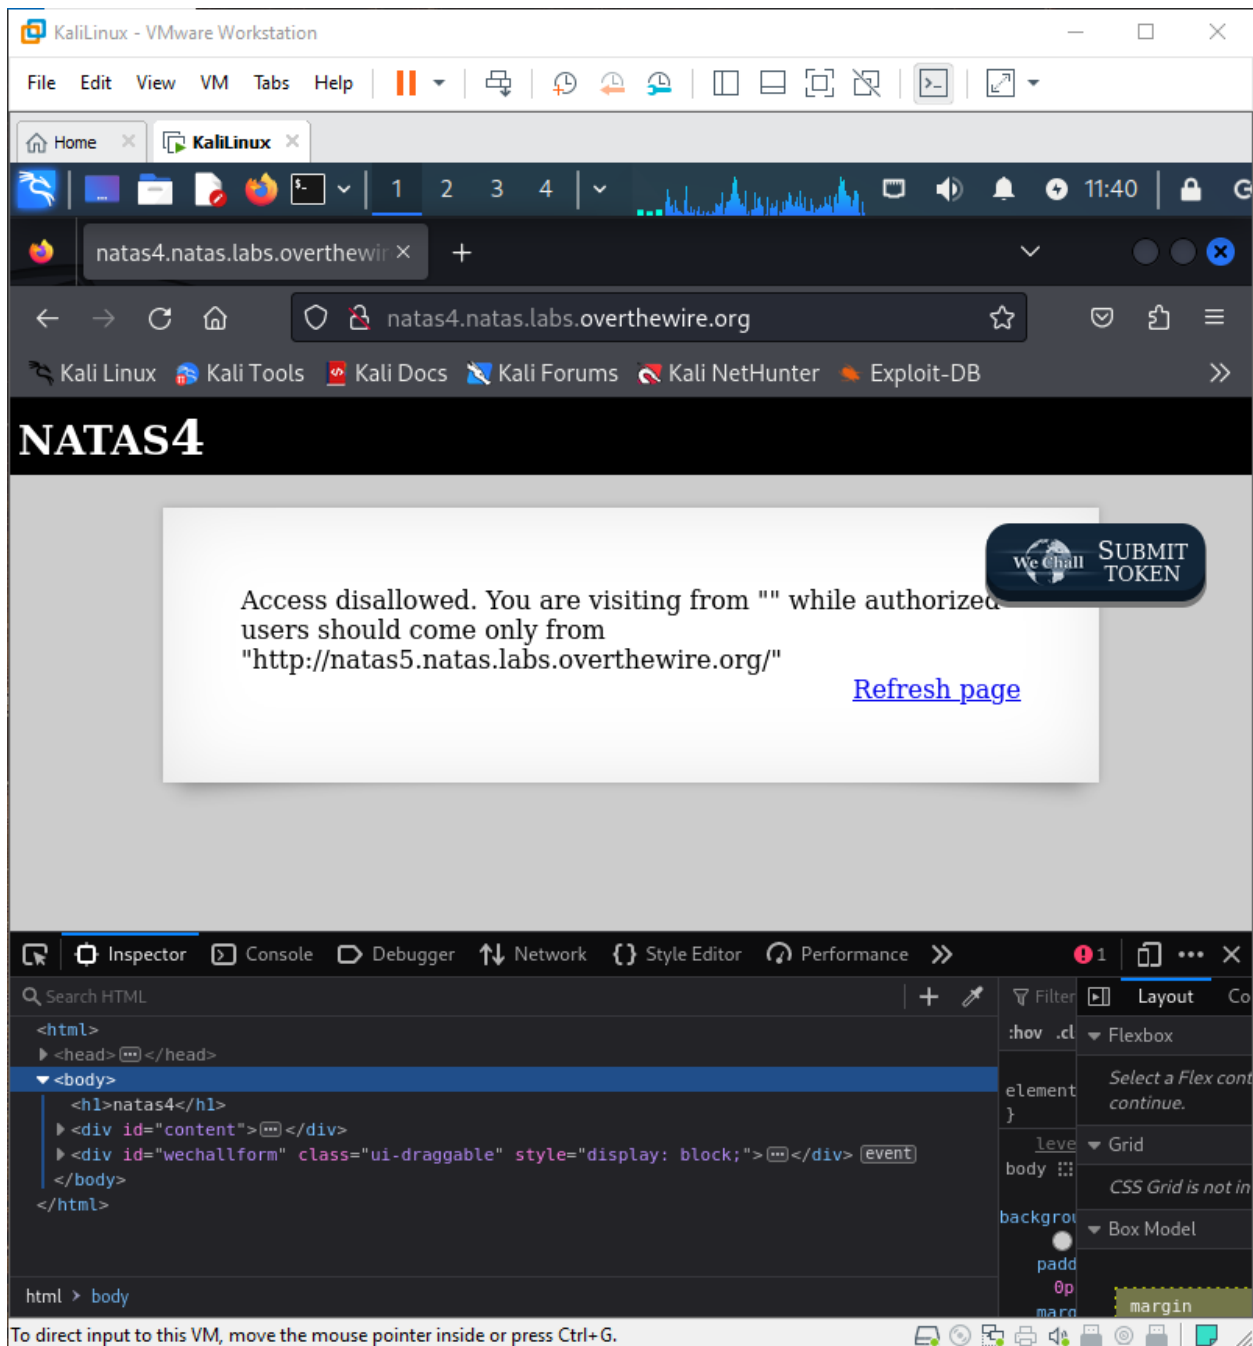 KaliLinux - VMware Workstation
File Edit View VM Tabs Help
Home KaliLinux
1 2 3 4 11:40
natas4.natas.labs.overthewir
natas4.natas.labs.overthewire.org
Kali Linux Kali Tools Kali Docs Kali Forums Kali NetHunter Exploit-DB
NATAS4
We Chall SUBMIT TOKEN
Access disallowed. You are visiting from "" while authorized
users should come only from
"http://natas5.natas.labs.overthewire.org/"
Refresh page
Inspector Console Debugger Network Style Editor Performance 1
Search HTML
Filter
Layout Co
<html>
<head></head>
<body>
<h1>natas4</h1>
<div id="content"></div>
<div id="wechallform" class="ui-draggable" style="display: block;"></div> event
</body>
</html>
html > body
:hov .cl
element
}
leve
body
backgrou
padd
0p
marg
Flexbox
Select a Flex cont
continue.
Grid
CSS Grid is not in
Box Model
margin
To direct input to this VM, move the mouse pointer inside or press Ctrl+G.